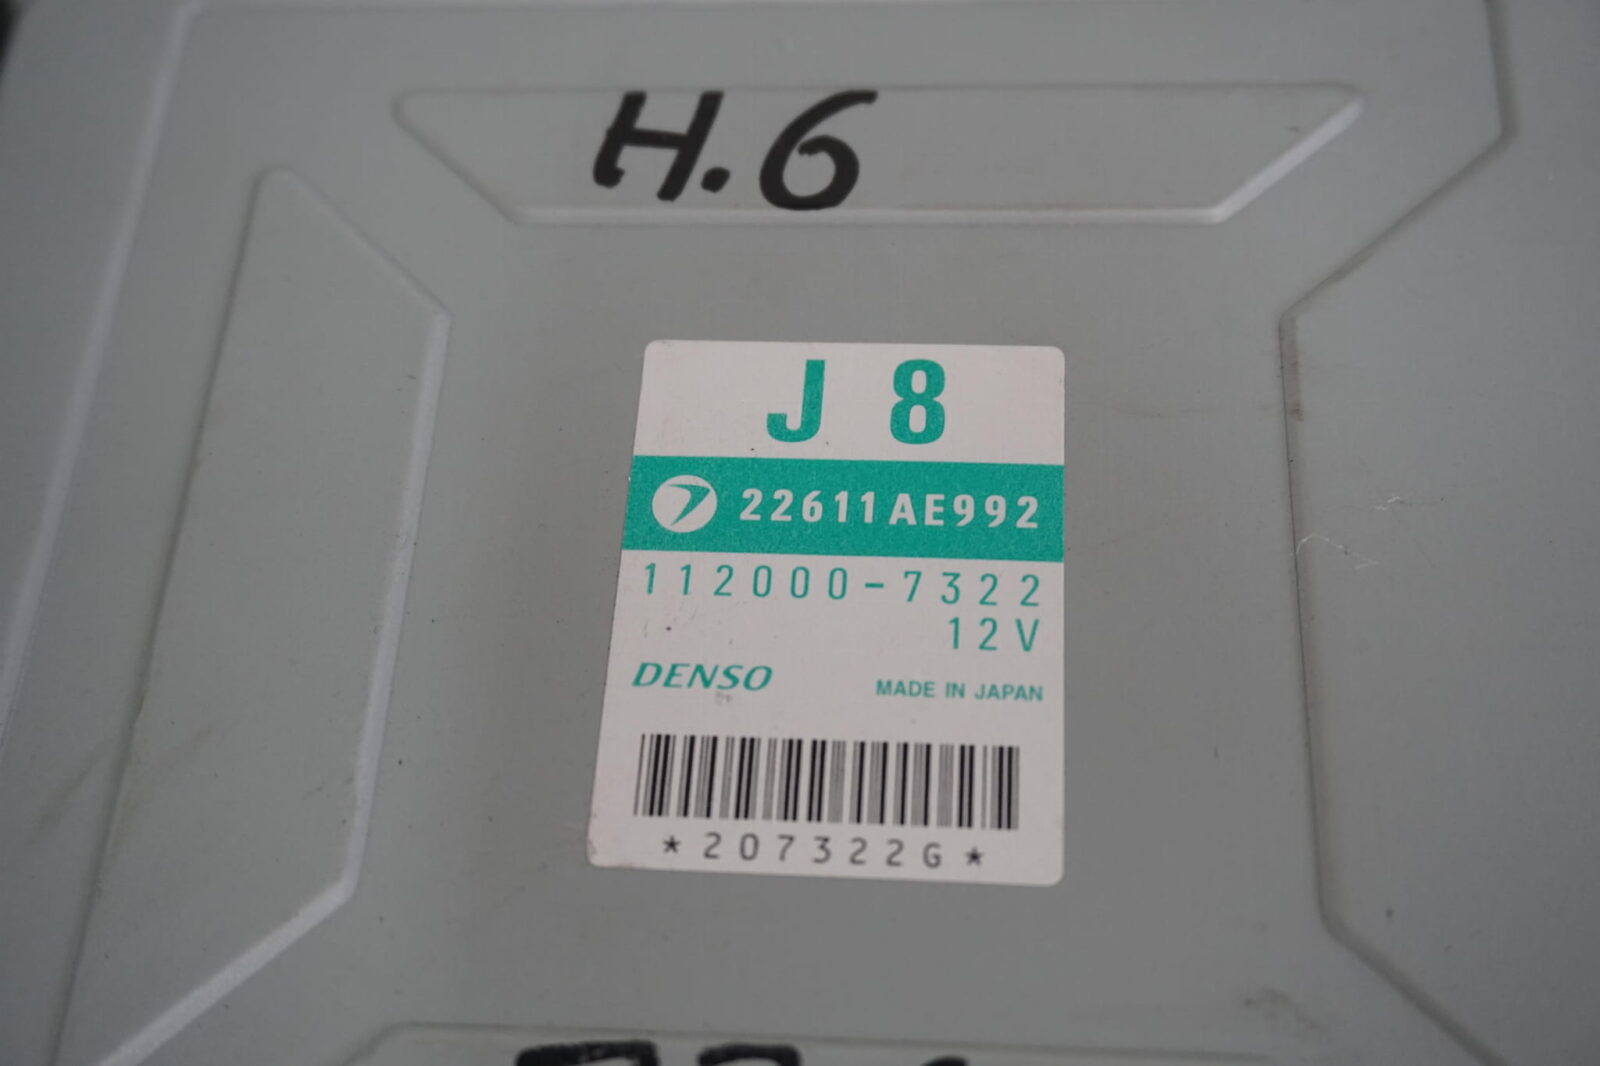 H.6
J 8
22611AE992
112000-7322
12V
DENSO
MADE IN JAPAN
*207322G*